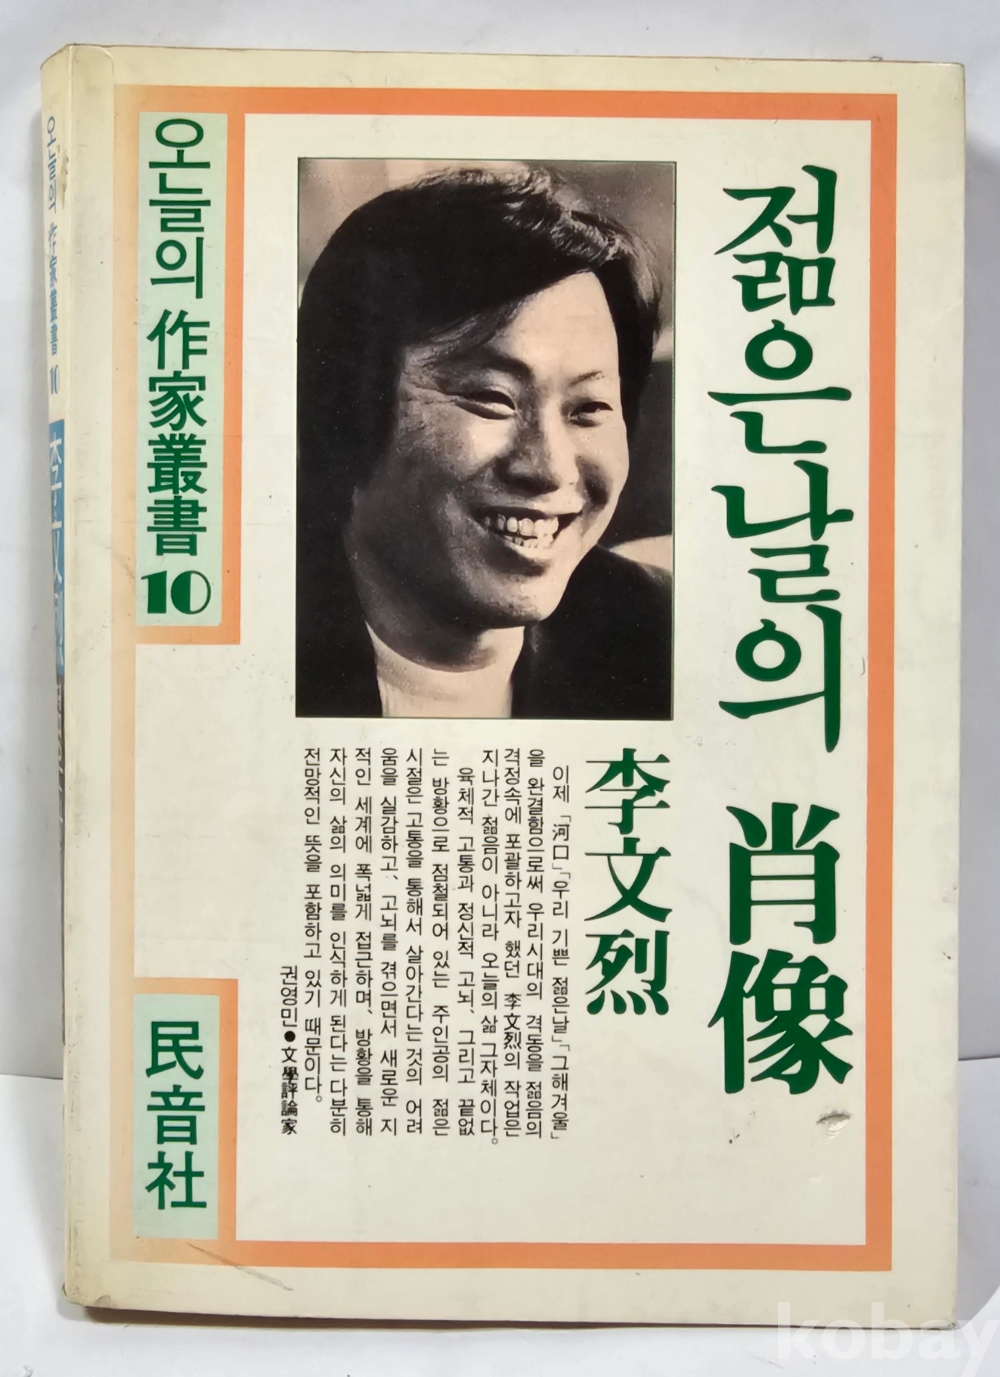 젊은날의 肖像
李文烈
이제 「河口」「우리 기쁜 젊은날」「그해겨울」
을 완결함으로써 우리시대의 격동을 젊음의
격정속에 포괄하고자 했던 李文烈의 작업은
지나간 젊음이 아니라 오늘의 삶 그자체이다。
육체적 고통과 정신적 고뇌、그리고 끝없
는 방황으로 점철되어 있는 주인공의 젊은
시절은 고통을 통해서 살아간다는 것의 어려
움을 실감하고、고뇌를 겪으면서 새로운 지
적인 세계에 폭넓게 접근하며、방황을 통해
자신의 삶의 의미를 인식하게 된다는 다분히
전망적인 뜻을 포함하고 있기 때문이다。
권영민●文學評論家
오늘의 作家叢書 10
民音社
오늘의 作家叢書 10
kobay